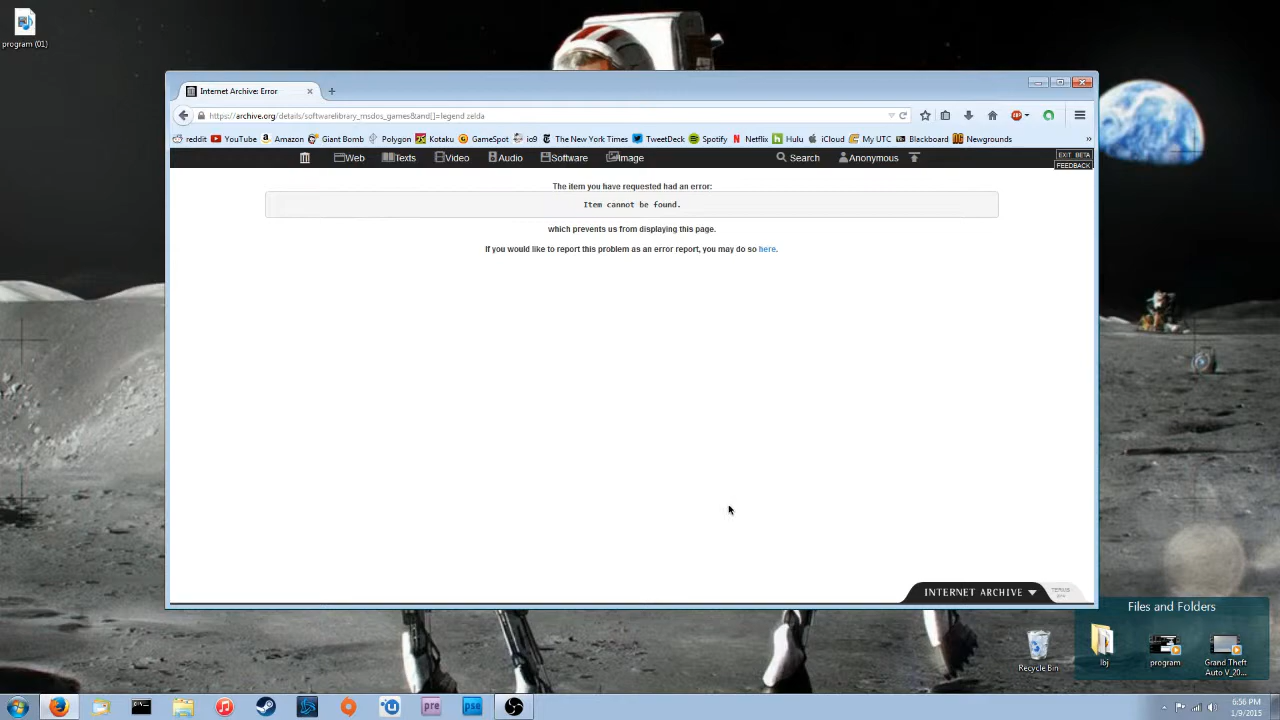 program (01)
Internet Archive: Error
https://archive.org/details/softwarelibrary_msdos_games&and[]=legend.zelda
reddit YouTube Amazon Giant Bomb Polygon Kotaku GameSpot io9 The New York Times TweetDeck Spotify Netflix Hulu iCloud My UTC Blackboard Newgrounds
Web Texts Video Audio Software Image Search Anonymous
EXIT BETA
FEEDBACK
The item you have requested had an error:
Item cannot be found.
which prevents us from displaying this page.
If you would like to report this problem as an error report, you may do so here.
INTERNET ARCHIVE
Files and Folders
Recycle Bin
lbj
program
Grand Theft
Auto V_20...
pre
pse
6:56 PM
1/9/2015